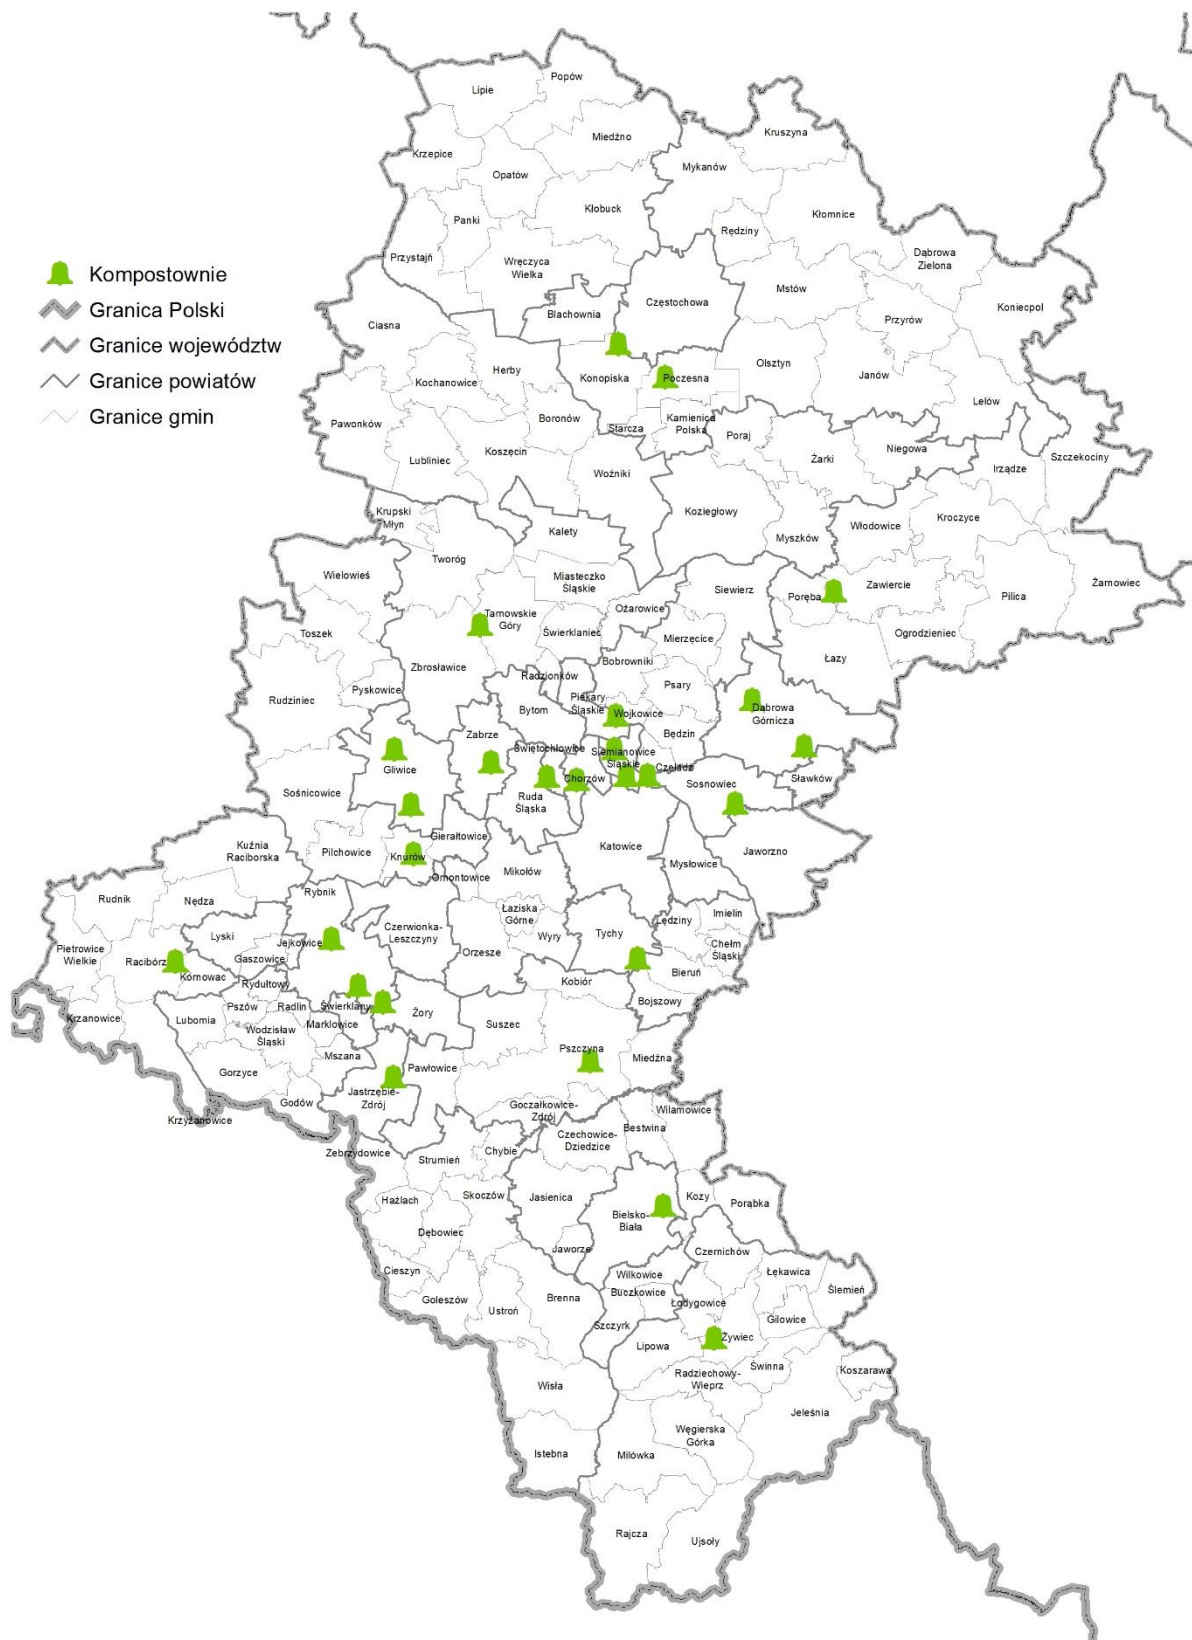 Popów
Lipie
Kruszyna
Miedźno
Krzepice
Mykanów
Opatów
Kłobuck
Kłomnice
Panki
Rędziny
Przystajń
Wręczyca
Wielka
Dąbrowa
Zielona
Kompostownie
Mstów
Częstochowa
Koniecpol
Granica Polski
Blachownia
Przyrów
Ciasna
Granice województw
Olsztyn
Herby
Konopiska
Poczesna
Janów
Granice powiatów
Kochanowice
Lelów
Granice gmin
Boronów
Kamienica
Polska
Pawonków
Starcza
Poraj
Niegowa
Koszęcin
Żarki
Szczekociny
Lubliniec
Irządze
Woźniki
Koziegłowy
Krupski
Młyn
Kroczyce
Włodowice
Kalety
Myszków
Tworóg
Wielowieś
Miasteczko
Śląskie
Siewierz
Zawiercie
Żarnowiec
Poręba
Pilica
Ożarowice
Tarnowskie
Góry
Toszek
Świerklaniec
Mierzęcice
Ogrodzieniec
Łazy
Bobrowniki
Zbrosławice
Radzionków
Psary
Pyskowice
Rudziniec
Piekary
Śląskie
Bytom
Wojkowice
Dąbrowa
Górnicza
Zabrze
Będzin
Świętochłowice
Siemianowice
Śląskie
Gliwice
Czeladź
Chorzów
Sławków
Sosnowiec
Sośnicowice
Ruda
Śląska
Gierałtowice
Kuźnia
Raciborska
Katowice
Pilchowice
Knurów
Jaworzno
Mysłowice
Mikołów
Ornontowice
Rybnik
Rudnik
Nędza
Łaziska
Górne
Imielin
Lędziny
Czerwionka-
Leszczyny
Tychy
Lyski
Wyry
Jejkowice
Chełm
Śląski
Pietrowice
Wielkie
Orzesze
Racibórz
Gaszowice
Kornowac
Bieruń
Rydułtowy
Kobiór
Bojszowy
Pszów
Radlin
Świerklany
Żory
Krzanowice
Lubomia
Marklowice
Suszec
Wodzisław
Śląski
Pszczyna
Mszana
Miedźna
Pawłowice
Gorzyce
Jastrzębie-
Zdrój
Godów
Goczałkowice-
Zdrój
Wilamowice
Krzyżanowice
Bestwina
Czechowice-
Dziedzice
Zebrzydowice
Chybie
Strumień
Hażlach
Skoczów
Jasienica
Kozy
Porąbka
Bielsko-
Biała
Dębowiec
Jaworze
Czernichów
Cieszyn
Wilkowice
Łękawica
Buczkowice
Ślemień
Goleszów
Brenna
Łodygowice
Ustroń
Gilowice
Szczyrk
Żywiec
Lipowa
Świnna
Koszarawa
Radziechowy-
Wieprz
Wisła
Jeleśnia
Węgierska
Górka
Istebna
Milówka
Rajcza
Ujsoły